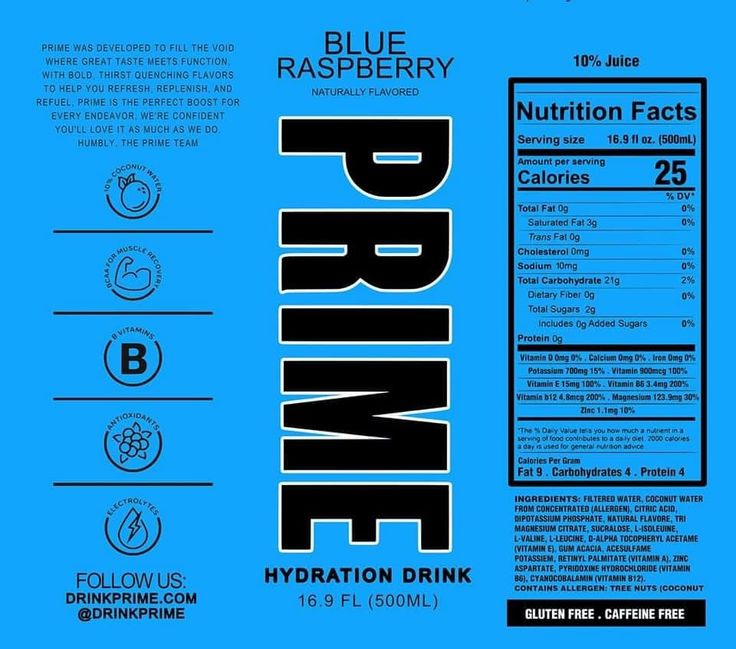 PRIME WAS DEVELOPED TO FILL THE VOID
WHERE GREAT TASTE MEETS FUNCTION,
WITH BOLD, THIRST QUENCHING FLAVORS
TO HELP YOU REFRESH, REPLENISH, AND
REFUEL, PRIME IS THE PERFECT BOOST FOR
EVERY ENDEAVOR, WE'RE CONFIDENT
YOU'LL LOVE IT AS MUCH AS WE DO.
HUMBLY, THE PRIME TEAM
10% COCONUT WATER
BCAA FOR MUSCLE RECOVERY
B VITAMINS
B
ANTIOXIDANTS
ELECTROLYTES
FOLLOW US:
DRINKPRIME.COM
@DRINKPRIME
BLUE
RASPBERRY
NATURALLY FLAVORED
PRIME
HYDRATION DRINK
16.9 FL (500ML)
10% Juice
Nutrition Facts
Serving size 16.9 fl oz. (500mL)
Amount per serving
Calories 25
% DV*
Total Fat 0g 0%
Saturated Fat 3g 0%
Trans Fat 0g
Cholesterol 0mg 0%
Sodium 10mg 0%
Total Carbohydrate 21g 2%
Dietary Fiber 0g 0%
Total Sugars 2g
Includes 0g Added Sugars 0%
Protein 0g
Vitamin D 0mg 0% . Calcium 0mg 0% . Iron 0mg 0%
Potassium 700mg 15% . Vitamin 900mcg 100%
Vitamin E 15mg 100% . Vitamin B6 3.4mg 200%
Vitamin b12 4.8mcg 200% . Magnesium 123.9mg 30%
Zinc 1.1mg 10%
*The % Daily Value tells you how much a nutrient in a
serving of food conlributes to a daily diet. 2000 calories
a day is used for general nutrition advice
Calories Per Gram
Fat 9 . Carbohydrates 4 . Protein 4
INGREDIENTS: FILTERED WATER, COCONUT WATER
FROM CONCENTRATED (ALLERGEN), CITRIC ACID,
DIPOTASSIUM PHOSPHATE, NATURAL FLAVORE, TRI
MAGNESIUM CITRATE, SUCRALOSE, L-ISOLEUINE,
L-VALINE, L-LEUCINE, D-ALPHA TOCOPHERYL ACETAME
(VITAMIN E), GUM ACACIA, ACESULFAME
POTASSIEM, RETINYL PALMITATE (VITAMIN A), ZINC
ASPARTATE, PYRIDOXINE HYDROCHLORIDE (VITAMIN
B6), CYANOCOBALAMIN (VITAMIN B12).
CONTAINS ALLERGEN: TREE NUTS (COCONUT
GLUTEN FREE . CAFFEINE FREE